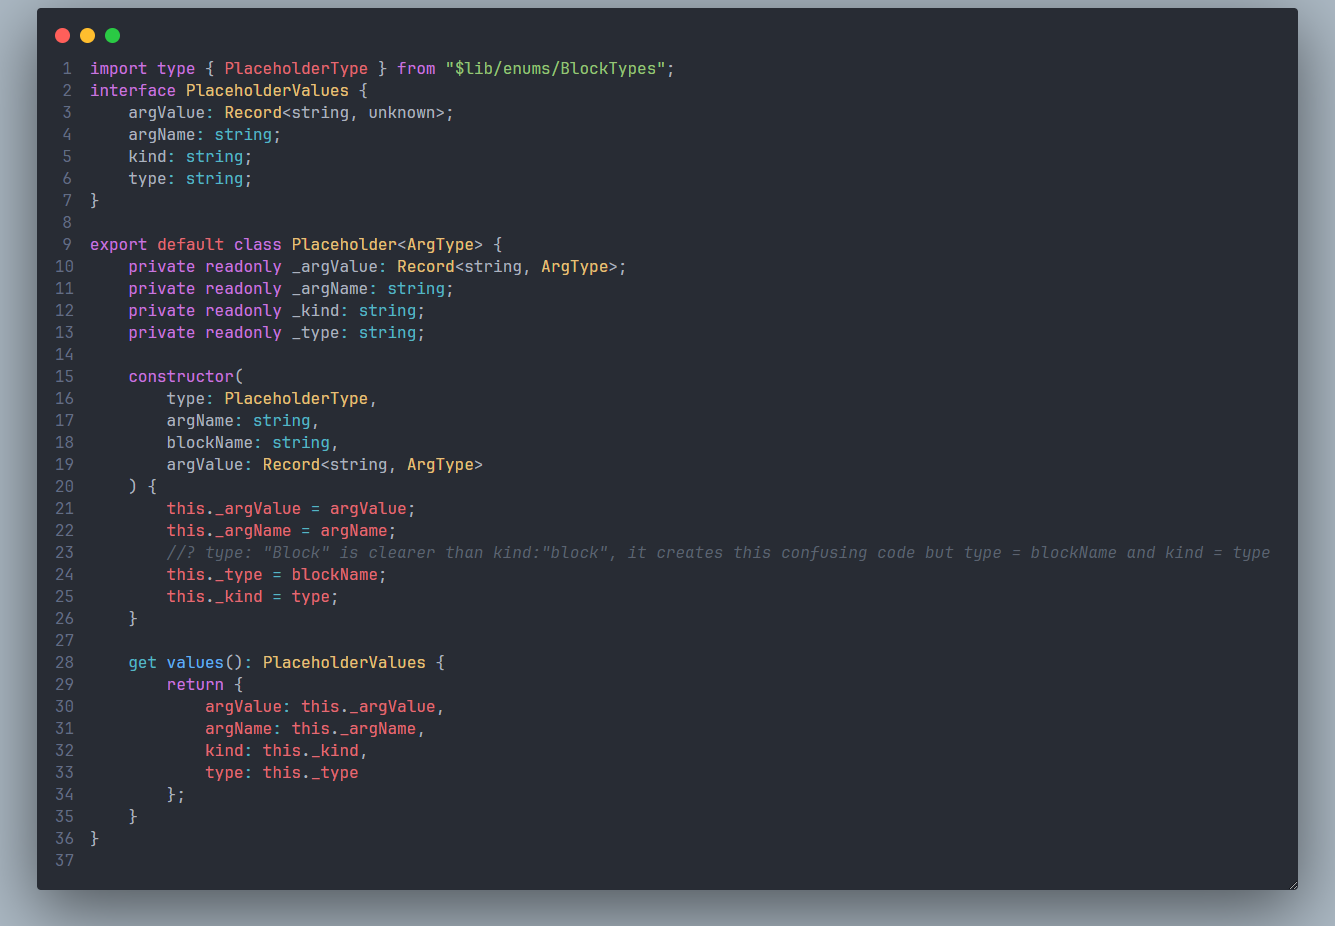 1 import type { PlaceholderType } from "$lib/enums/BlockTypes";
2 interface PlaceholderValues {
3     argValue: Record<string, unknown>;
4     argName: string;
5     kind: string;
6     type: string;
7 }
8
9 export default class Placeholder<ArgType> {
10     private readonly _argValue: Record<string, ArgType>;
11     private readonly _argName: string;
12     private readonly _kind: string;
13     private readonly _type: string;
14
15     constructor(
16         type: PlaceholderType,
17         argName: string,
18         blockName: string,
19         argValue: Record<string, ArgType>
20     ) {
21         this._argValue = argValue;
22         this._argName = argName;
23         //? type: "Block" is clearer than kind:"block", it creates this confusing code but type = blockName and kind = type
24         this._type = blockName;
25         this._kind = type;
26     }
27
28     get values(): PlaceholderValues {
29         return {
30             argValue: this._argValue,
31             argName: this._argName,
32             kind: this._kind,
33             type: this._type
34         };
35     }
36 }
37